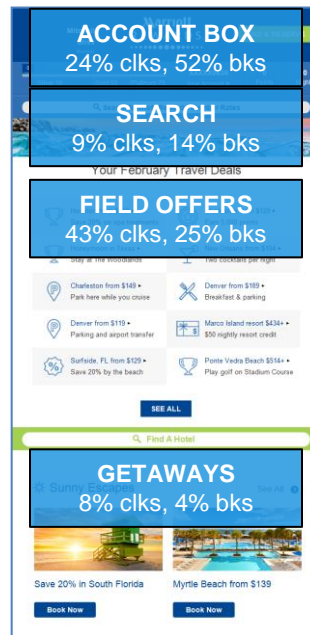 Marriott
ACCOUNT BOX
24% clks, 52% bks
SEARCH
9% clks, 14% bks
Your February Travel Deals
FIELD OFFERS
43% clks, 25% bks
Stay at The Woodlands
Two cocktails per night
Charleston from $149 ▸
Park here while you cruise
Denver from $189 ▸
Breakfast & parking
Denver from $119 ▸
Parking and airport transfer
Marco Island resort $434+ ▸
$50 nightly resort credit
Surfside, FL from $129 ▸
Save 20% by the beach
Ponte Vedra Beach $514+ ▸
Play golf on Stadium Course
SEE ALL
Find A Hotel
GETAWAYS
8% clks, 4% bks
Sunny Escapes
See All
Save 20% in South Florida
Myrtle Beach from $139
Book Now
Book Now